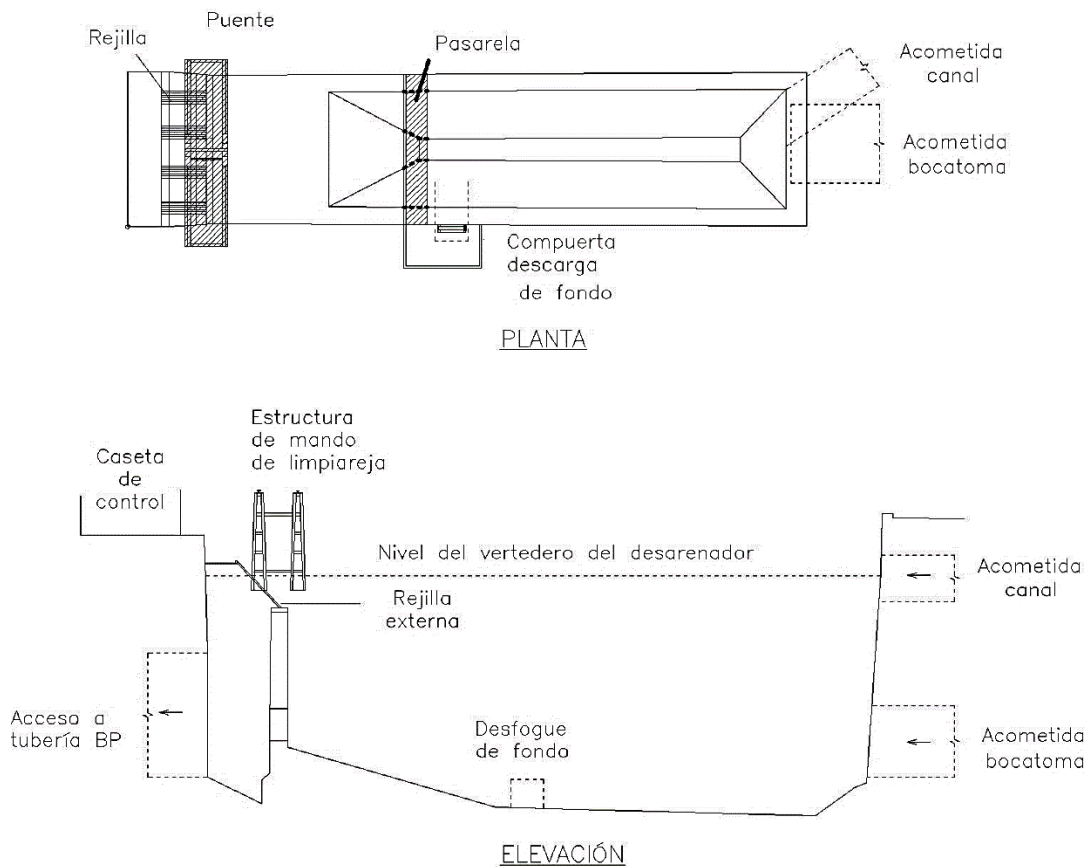 Puente
Rejilla
Pasarela
Acometida
canal
Acometida
bocatoma
Compuerta
descarga
de fondo
PLANTA
Estructura
de mando
de limpiareja
Caseta
de
control
Nivel del vertedero del desarenador
Acometida
canal
Rejilla
externa
Acceso a
tubería BP
Desfogue
de fondo
Acometida
bocatoma
ELEVACIÓN